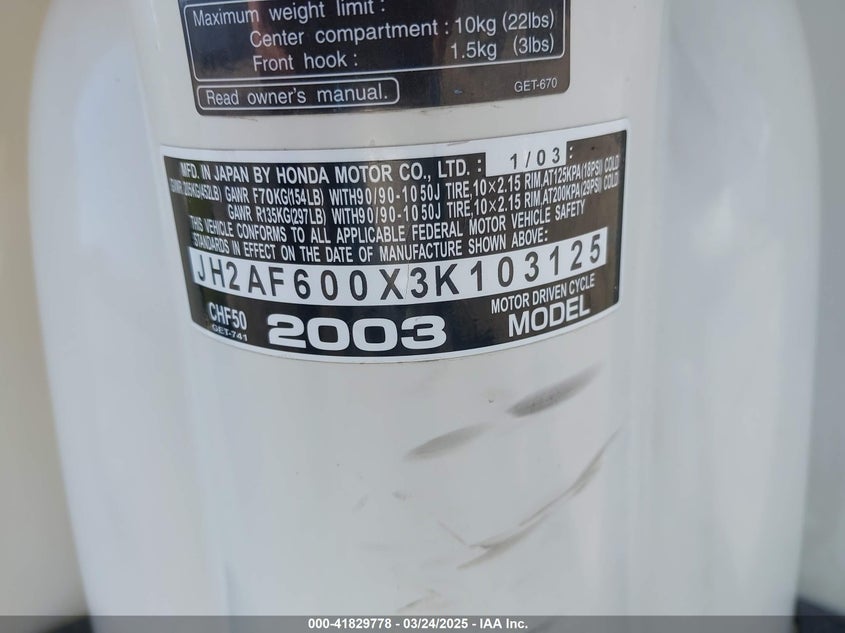 Maximum weight limit :
Center compartment : 10kg (22lbs)
Front hook : 1.5kg (3lbs)
Read owner's manual.
GET-670
MFD. IN JAPAN BY HONDA MOTOR CO., LTD. : 1/03 :
GVWR 205KG(452LB) GAWR F70KG(154LB) WITH90/90-10 50J TIRE,10×2.15 RIM,AT125KPA(18PSI) COLD
GAWR R135KG(297LB) WITH90/90-10 50J TIRE,10×2.15 RIM,AT200KPA(29PSI) COLD
THIS VEHICLE CONFORMS TO ALL APPLICABLE FEDERAL MOTOR VEHICLE SAFETY
STANDARDS IN EFFECT ON THE DATE OF MANUFACTURE SHOWN ABOVE:
JH2AF600X3K103125
CHF50 2003 MOTOR DRIVEN CYCLE
GET-741 MODEL
000-41829778 - 03/24/2025 - IAA Inc.